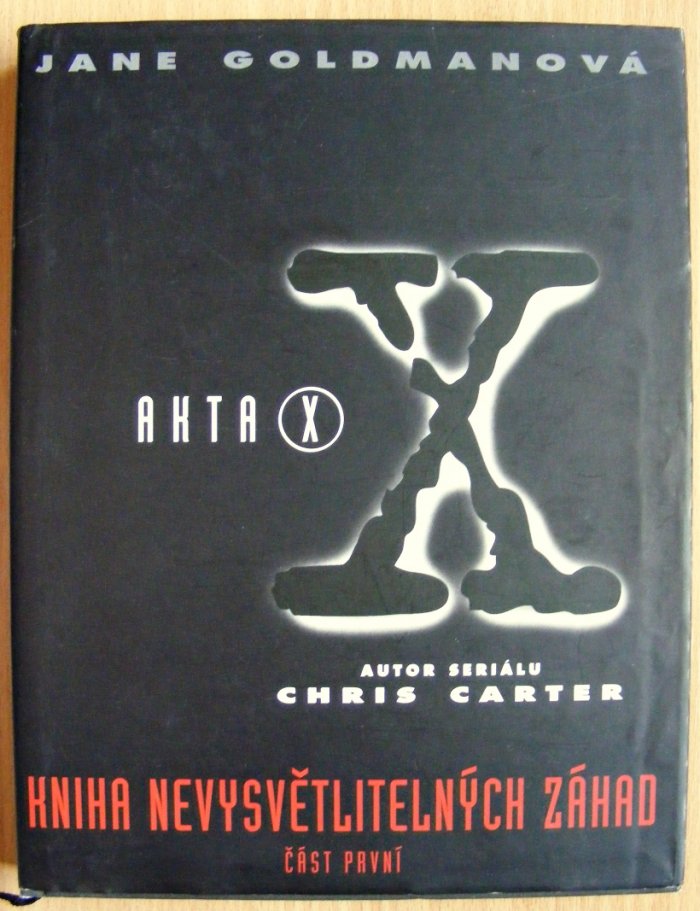 JANE GOLDMANOVÁ
X
AKTA X
AUTOR SERIÁLU
CHRIS CARTER
KNIHA NEVYSVĚTLITELNÝCH ZÁHAD
ČÁST PRVNÍ